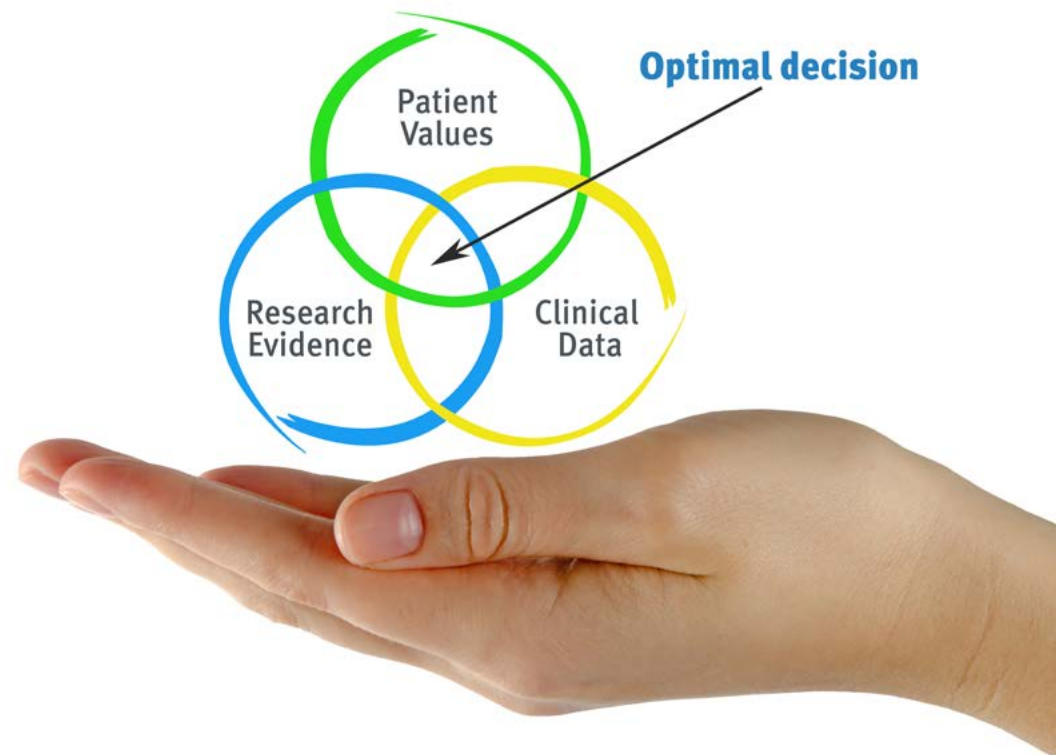 Optimal decision
Patient
Values
Research
Evidence
Clinical
Data